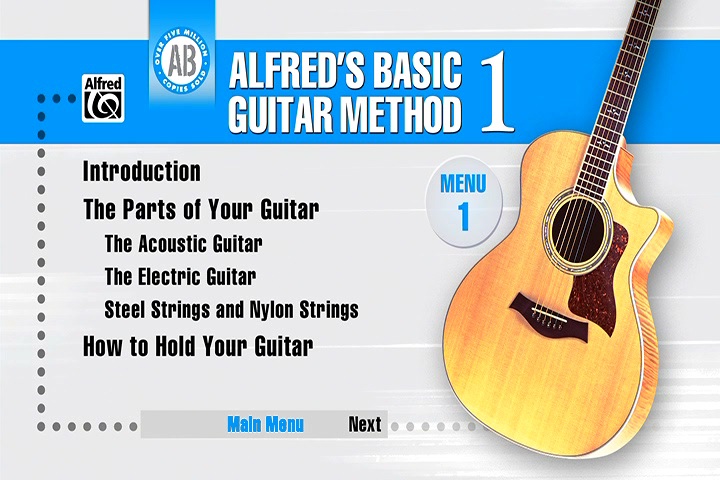 OVER FIVE MILLION
AB
COPIES SOLD
Alfred
ALFRED'S BASIC
GUITAR METHOD 1
MENU
1
Introduction
The Parts of Your Guitar
The Acoustic Guitar
The Electric Guitar
Steel Strings and Nylon Strings
How to Hold Your Guitar
Main Menu Next